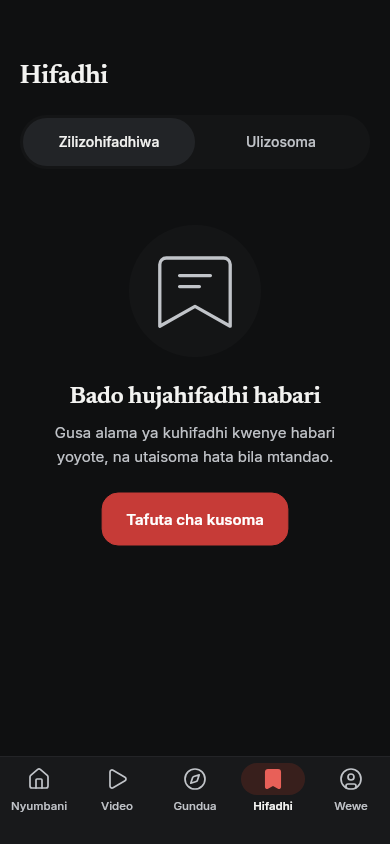 Hifadhi
Zilizohifadhiwa
Ulizosoma
Bado hujahifadhi habari
Gusa alama ya kuhifadhi kwenye habari
yoyote, na utaisoma hata bila mtandao.
Tafuta cha kusoma
Nyumbani
Video
Gundua
Hifadhi
Wewe